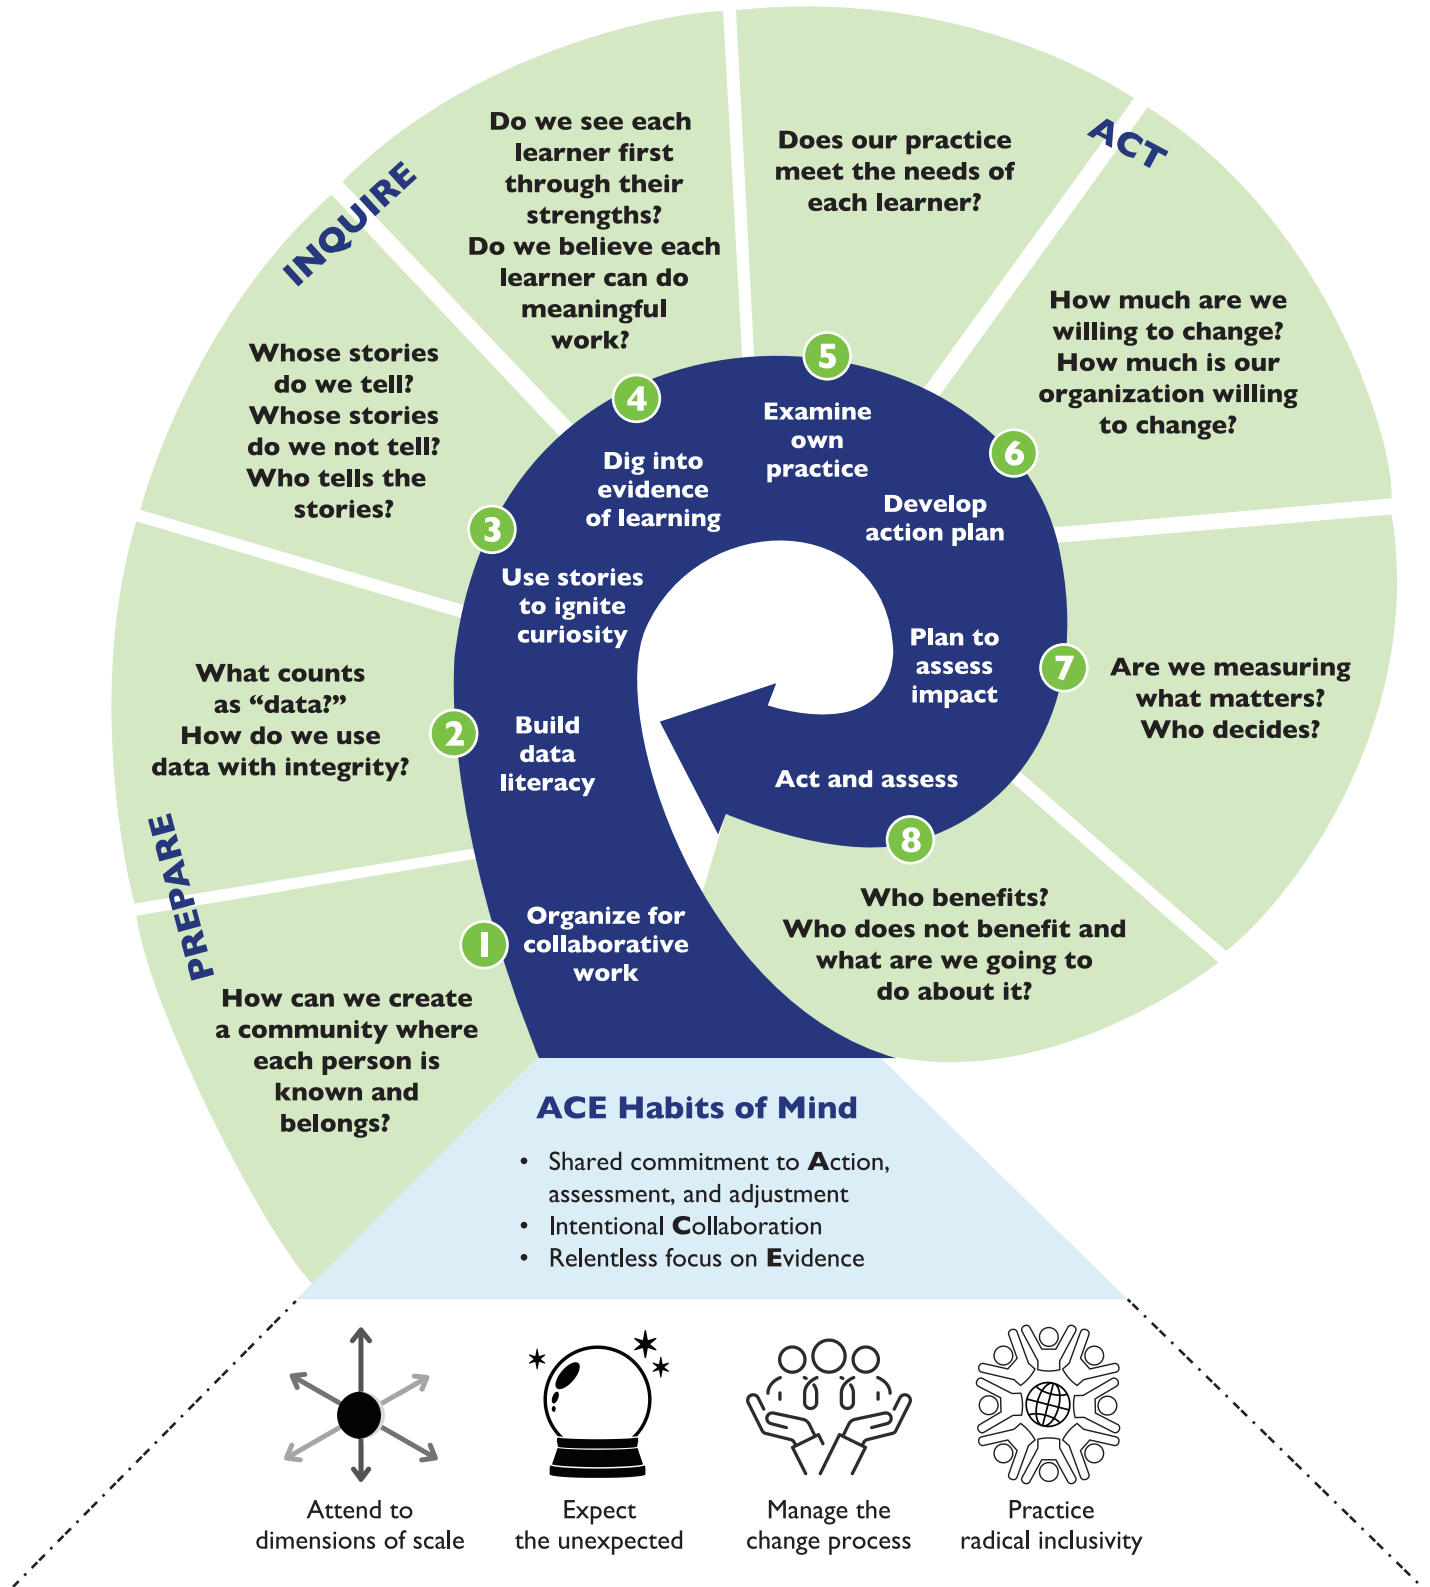 PREPARE
1
Organize for
collaborative
work
How can we create
a community where
each person is
known and
belongs?
2
Build
data
literacy
What counts
as “data?”
How do we use
data with integrity?
INQUIRE
3
Use stories
to ignite
curiosity
Whose stories
do we tell?
Whose stories
do we not tell?
Who tells the
stories?
4
Dig into
evidence
of learning
Do we see each
learner first
through their
strengths?
Do we believe each
learner can do
meaningful
work?
5
Examine
own
practice
Does our practice
meet the needs of
each learner?
ACT
6
Develop
action plan
How much are we
willing to change?
How much is our
organization willing
to change?
7
Plan to
assess
impact
Are we measuring
what matters?
Who decides?
8
Act and assess
Who benefits?
Who does not benefit and
what are we going to
do about it?
ACE Habits of Mind
• Shared commitment to Action,
assessment, and adjustment
• Intentional Collaboration
• Relentless focus on Evidence
Attend to
dimensions of scale
Expect
the unexpected
Manage the
change process
Practice
radical inclusivity